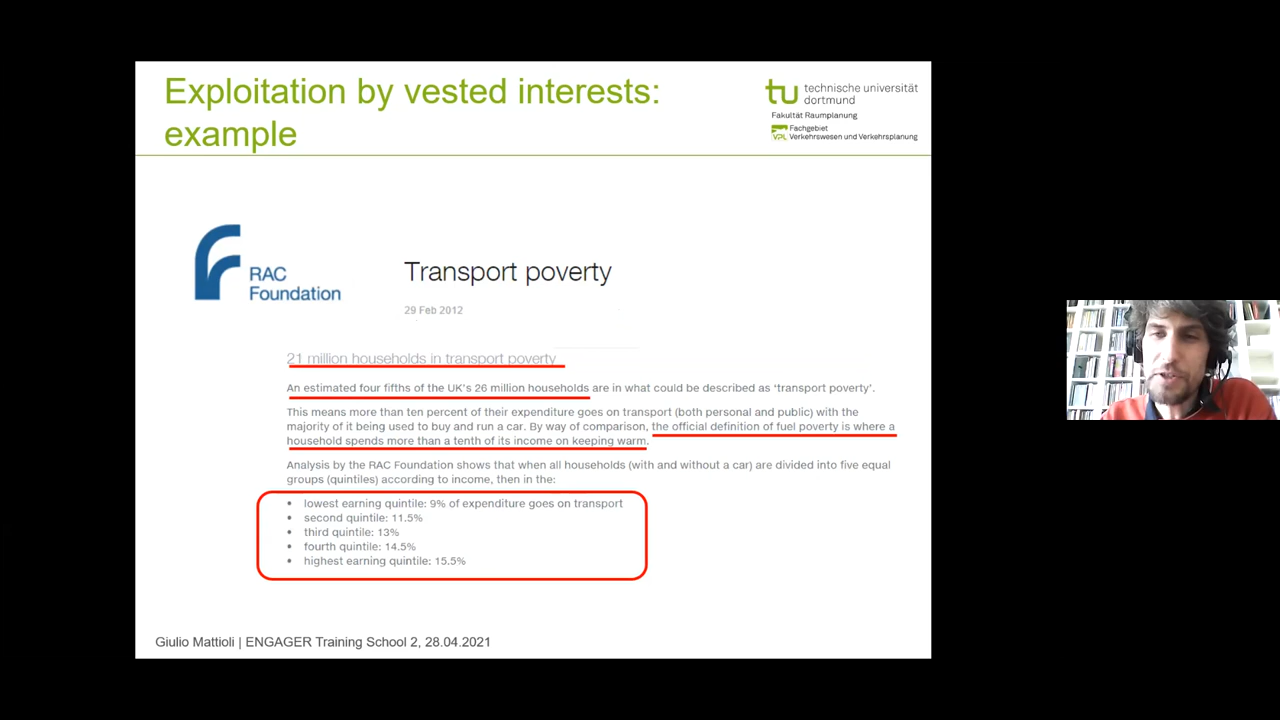 Exploitation by vested interests:
example
tu technische universität
dortmund
Fakultät Raumplanung
VPL Fachgebiet
Verkehrswesen und Verkehrsplanung
RAC
Foundation
Transport poverty
29 Feb 2012
21 million households in transport poverty
An estimated four fifths of the UK's 26 million households are in what could be described as 'transport poverty'.
This means more than ten percent of their expenditure goes on transport (both personal and public) with the
majority of it being used to buy and run a car. By way of comparison, the official definition of fuel poverty is where a
household spends more than a tenth of its income on keeping warm.
Analysis by the RAC Foundation shows that when all households (with and without a car) are divided into five equal
groups (quintiles) according to income, then in the:
• lowest earning quintile: 9% of expenditure goes on transport
• second quintile: 11.5%
• third quintile: 13%
• fourth quintile: 14.5%
• highest earning quintile: 15.5%
Giulio Mattioli | ENGAGER Training School 2, 28.04.2021